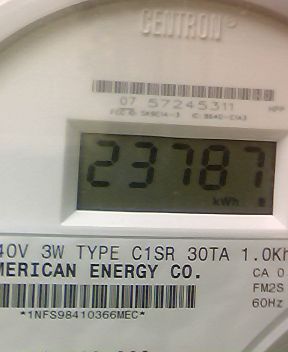 CENTRON
07 57245311
23787
kWh
40V 3W TYPE C1SR 30TA 1.0Kh
MERICAN ENERGY CO.
CA 0.
FM2S
60Hz
*1NFS98410366MEC*